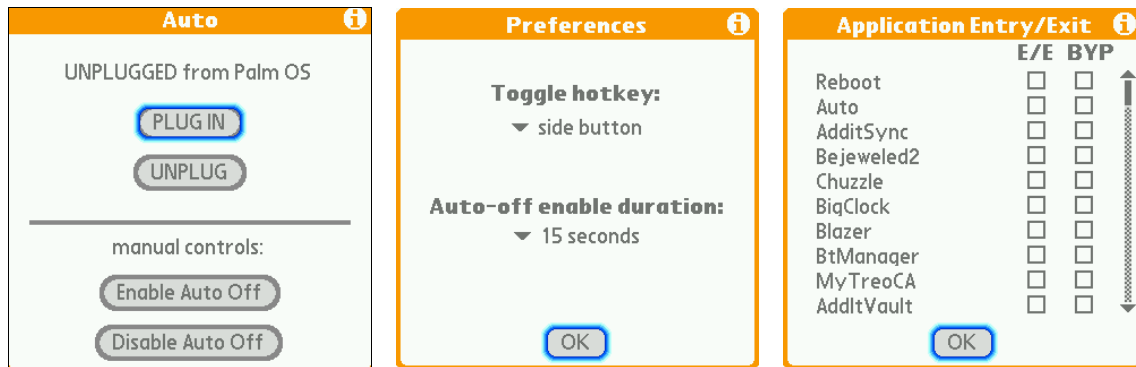 Auto
UNPLUGGED from Palm OS
PLUG IN
UNPLUG
manual controls:
Enable Auto Off
Disable Auto Off
Preferences
Toggle hotkey:
side button
Auto-off enable duration:
15 seconds
OK
Application Entry/Exit
E/E BYP
Reboot
Auto
AdditSync
Bejeweled2
Chuzzle
BigClock
Blazer
BtManager
MyTreoCA
AddItVault
OK